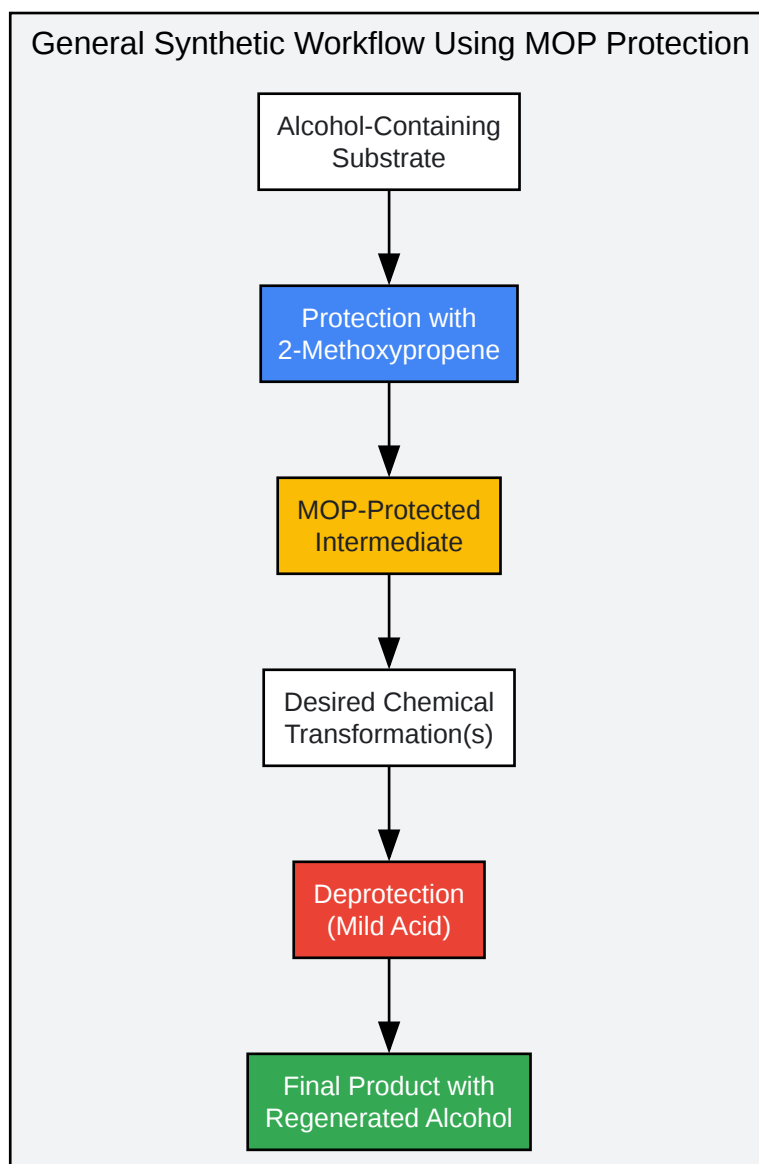 General Synthetic Workflow Using MOP Protection
Alcohol-Containing
Substrate
Protection with
2-Methoxypropene
MOP-Protected
Intermediate
Desired Chemical
Transformation(s)
Deprotection
(Mild Acid)
Final Product with
Regenerated Alcohol